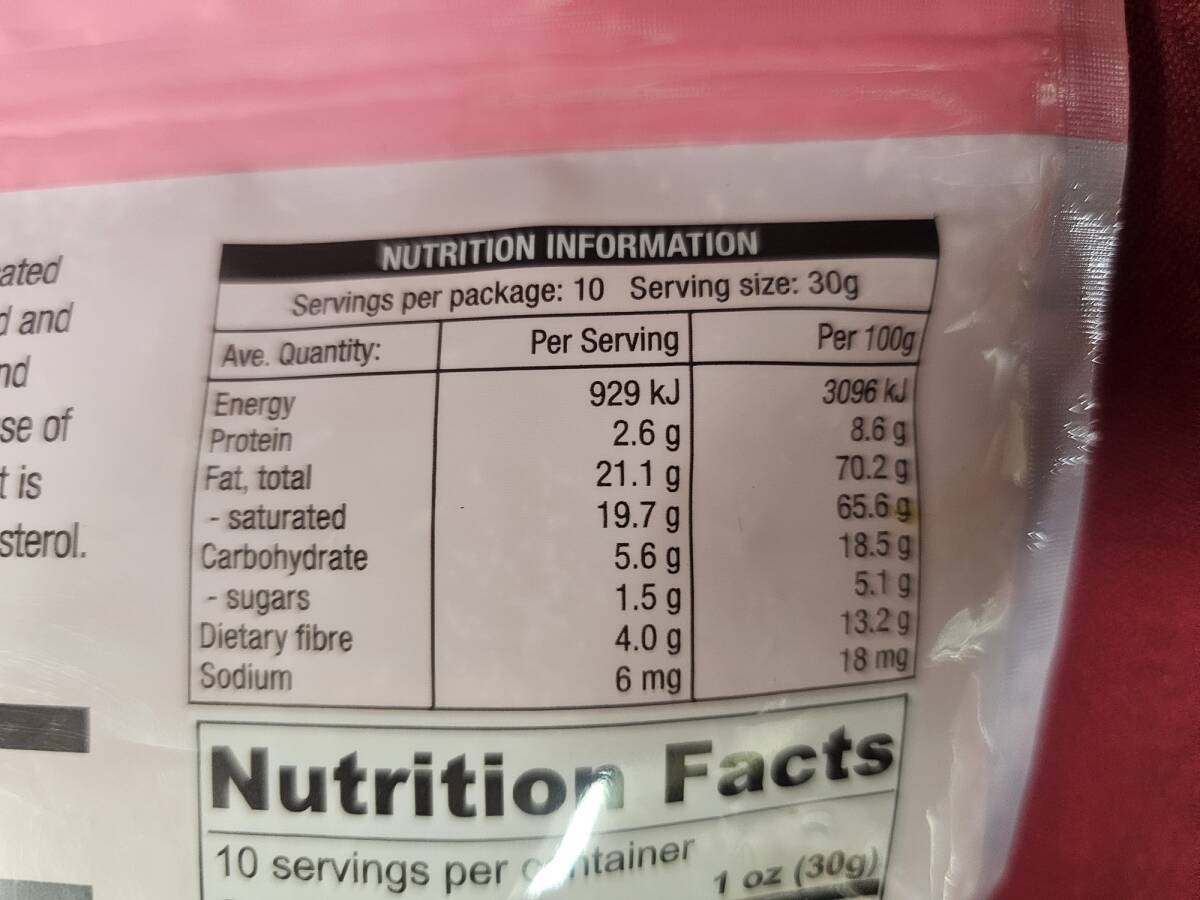 ated
d and
nd
se of
t is
sterol.
NUTRITION INFORMATION
Servings per package: 10 Serving size: 30g
Ave. Quantity: Per Serving Per 100g
Energy 929 kJ 3096 kJ
Protein 2.6 g 8.6 g
Fat, total 21.1 g 70.2 g
- saturated 19.7 g 65.6 g
Carbohydrate 5.6 g 18.5 g
- sugars 1.5 g 5.1 g
Dietary fibre 4.0 g 13.2 g
Sodium 6 mg 18 mg
Nutrition Facts
10 servings per container
1 oz (30g)